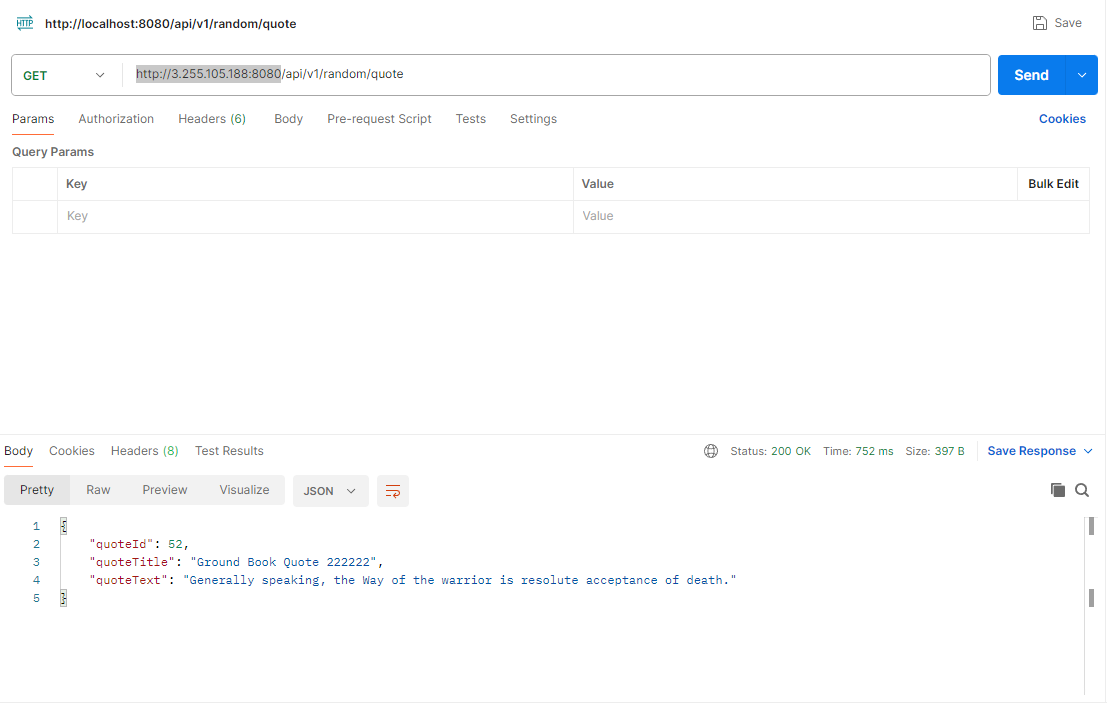 HTTP http://localhost:8080/api/v1/random/quote Save
GET http://3.255.105.188:8080/api/v1/random/quote Send
Params Authorization Headers (6) Body Pre-request Script Tests Settings Cookies
Query Params
Key Value Bulk Edit
Key Value
Body Cookies Headers (8) Test Results Status: 200 OK Time: 752 ms Size: 397 B Save Response
Pretty Raw Preview Visualize JSON
1 {
2 "quoteId": 52,
3 "quoteTitle": "Ground Book Quote 222222",
4 "quoteText": "Generally speaking, the Way of the warrior is resolute acceptance of death."
5 }